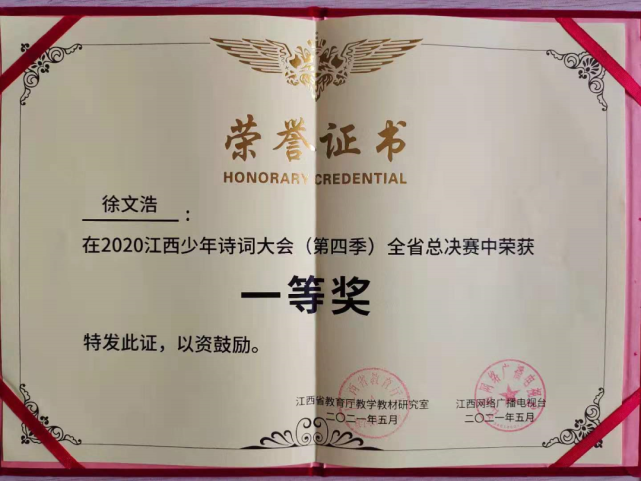 荣誉证书
HONORARY CREDENTIAL
徐文浩：
在2020江西少年诗词大会（第四季）全省总决赛中荣获
一等奖
特发此证，以资鼓励。
江西省教育厅教学教材研究室 江西网络广播电视台
二〇二一年五月 二〇二一年五月